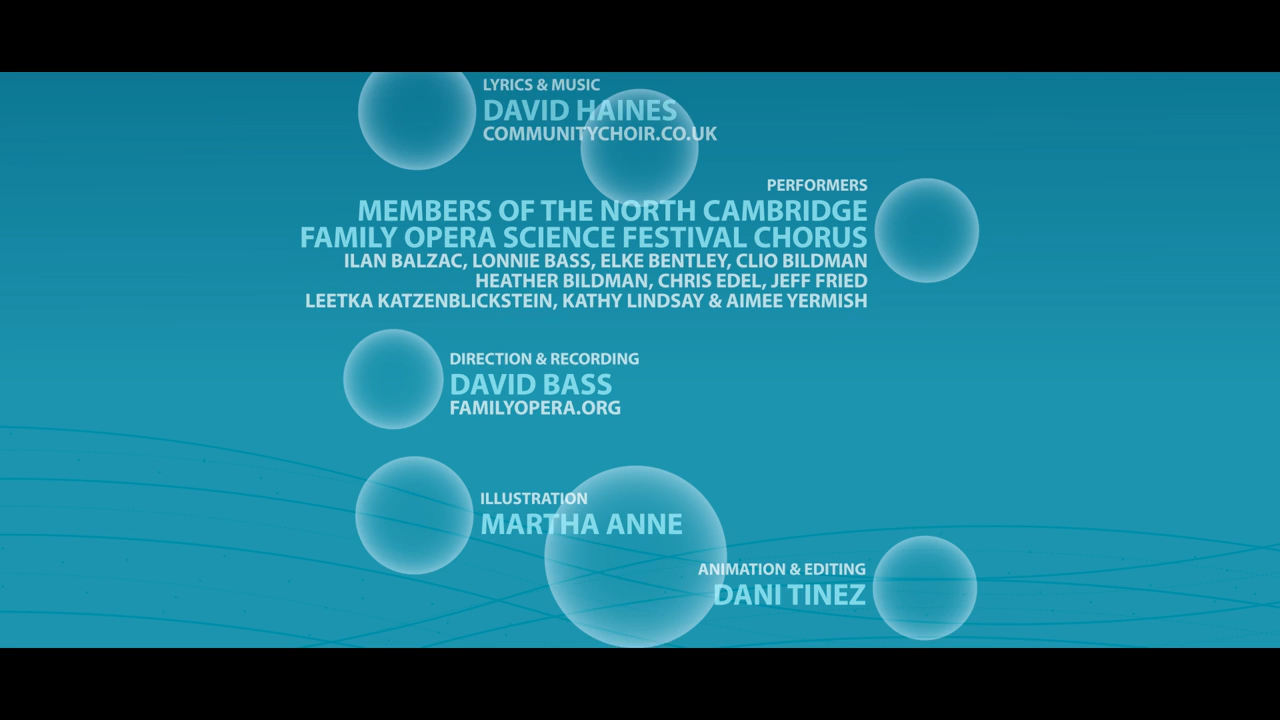 LYRICS & MUSIC
DAVID HAINES
COMMUNITYCHOIR.CO.UK
PERFORMERS
MEMBERS OF THE NORTH CAMBRIDGE
FAMILY OPERA SCIENCE FESTIVAL CHORUS
ILAN BALZAC, LONNIE BASS, ELKE BENTLEY, CLIO BILDMAN
HEATHER BILDMAN, CHRIS EDEL, JEFF FRIED
LEETKA KATZENBLICKSTEIN, KATHY LINDSAY & AIMEE YERMISH
DIRECTION & RECORDING
DAVID BASS
FAMILYOPERA.ORG
ILLUSTRATION
MARTHA ANNE
ANIMATION & EDITING
DANI TINEZ